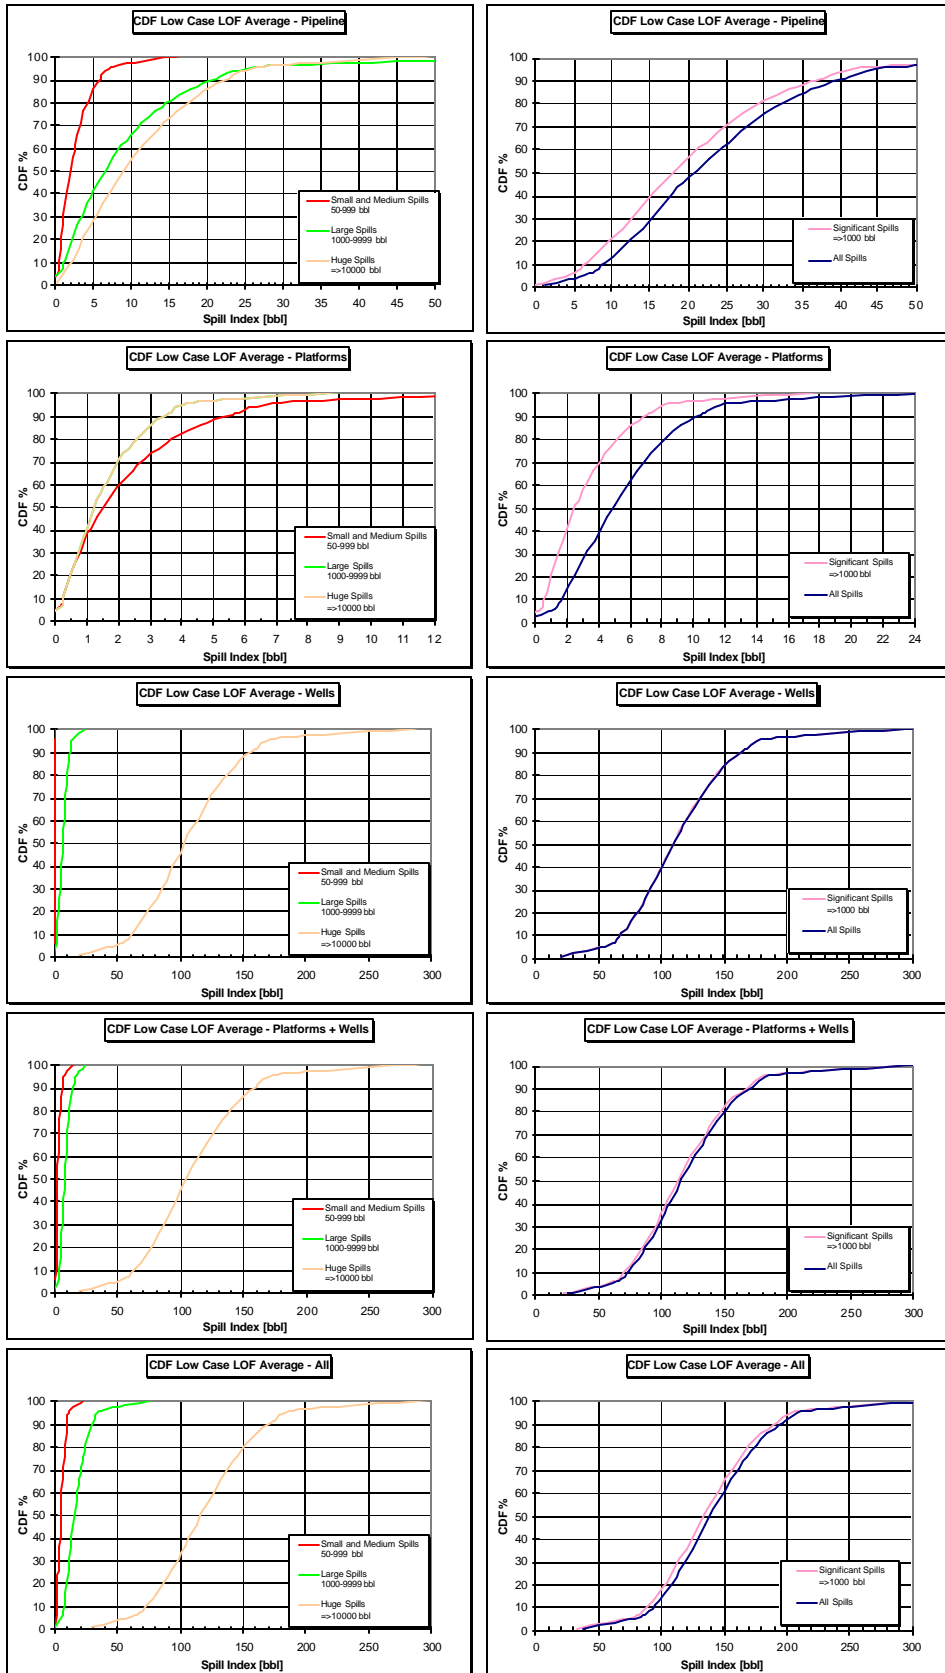 CDF Low Case LOF Average - Pipeline
CDF %
100
90
80
70
60
50
40
30
20
10
0
Small and Medium Spills
50-999 bbl
Large Spills
1000-9999 bbl
Huge Spills
=>10000 bbl
0 5 10 15 20 25 30 35 40 45 50
Spill Index [bbl]
CDF Low Case LOF Average - Pipeline
CDF %
100
90
80
70
60
50
40
30
20
10
0
Significant Spills
=>1000 bbl
All Spills
0 5 10 15 20 25 30 35 40 45 50
Spill Index [bbl]
CDF Low Case LOF Average - Platforms
CDF %
100
90
80
70
60
50
40
30
20
10
0
Small and Medium Spills
50-999 bbl
Large Spills
1000-9999 bbl
Huge Spills
=>10000 bbl
0 1 2 3 4 5 6 7 8 9 10 11 12
Spill Index [bbl]
CDF Low Case LOF Average - Platforms
CDF %
100
90
80
70
60
50
40
30
20
10
0
Significant Spills
=>1000 bbl
All Spills
0 2 4 6 8 10 12 14 16 18 20 22 24
Spill Index [bbl]
CDF Low Case LOF Average - Wells
CDF %
100
90
80
70
60
50
40
30
20
10
0
Small and Medium Spills
50-999 bbl
Large Spills
1000-9999 bbl
Huge Spills
=>10000 bbl
0 50 100 150 200 250 300
Spill Index [bbl]
CDF Low Case LOF Average - Wells
CDF %
100
90
80
70
60
50
40
30
20
10
0
Significant Spills
=>1000 bbl
All Spills
0 50 100 150 200 250 300
Spill Index [bbl]
CDF Low Case LOF Average - Platforms + Wells
CDF %
100
90
80
70
60
50
40
30
20
10
0
Small and Medium Spills
50-999 bbl
Large Spills
1000-9999 bbl
Huge Spills
=>10000 bbl
0 50 100 150 200 250 300
Spill Index [bbl]
CDF Low Case LOF Average - Platforms + Wells
CDF %
100
90
80
70
60
50
40
30
20
10
0
Significant Spills
=>1000 bbl
All Spills
0 50 100 150 200 250 300
Spill Index [bbl]
CDF Low Case LOF Average - All
CDF %
100
90
80
70
60
50
40
30
20
10
0
Small and Medium Spills
50-999 bbl
Large Spills
1000-9999 bbl
Huge Spills
=>10000 bbl
0 50 100 150 200 250 300
Spill Index [bbl]
CDF Low Case LOF Average - All
CDF %
100
90
80
70
60
50
40
30
20
10
0
Significant Spills
=>1000 bbl
All Spills
0 50 100 150 200 250 300
Spill Index [bbl]